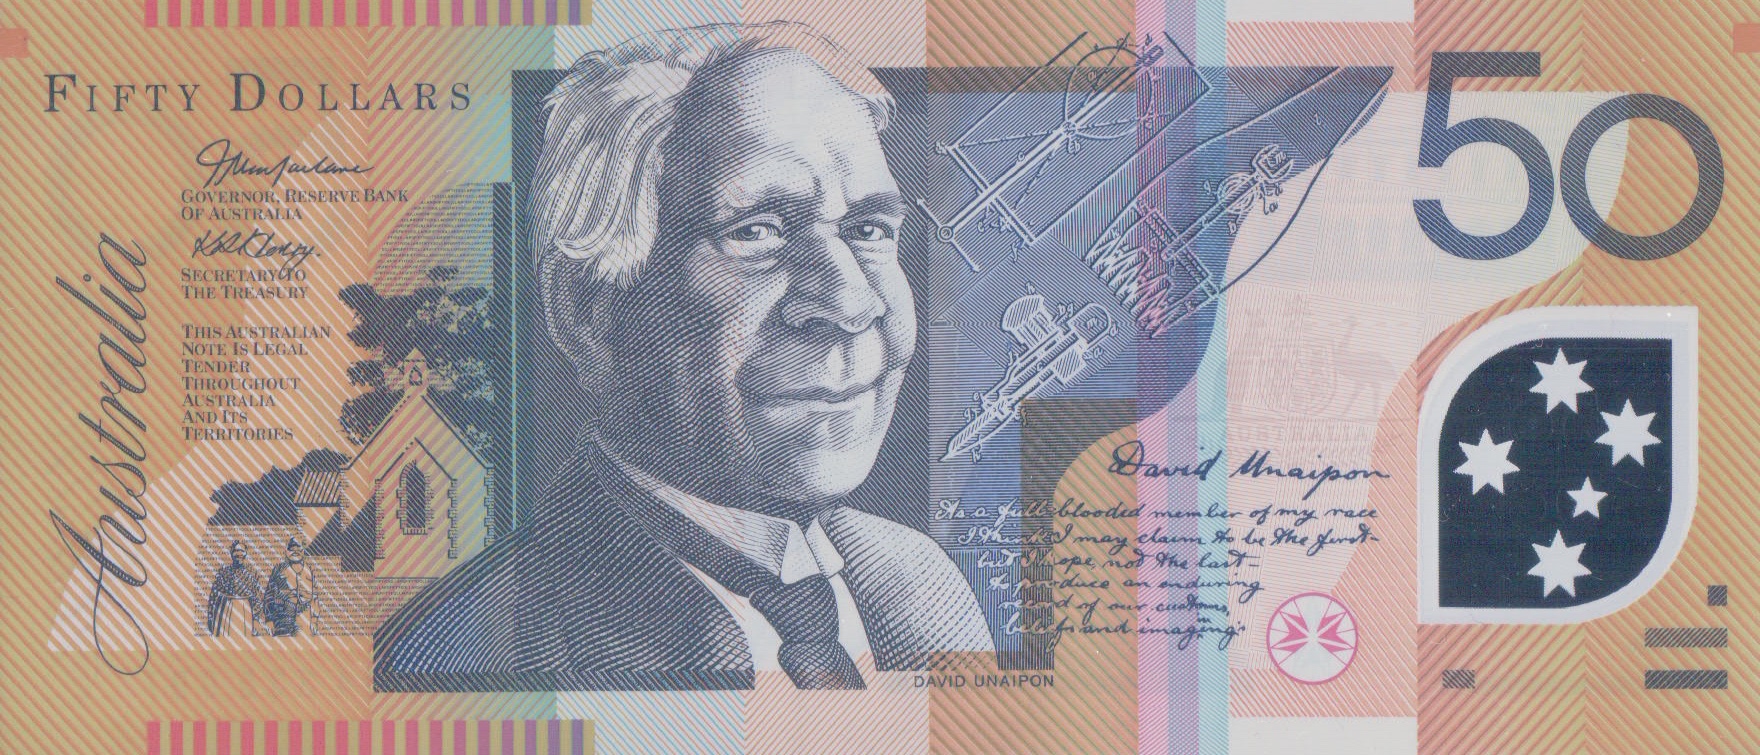 FIFTY DOLLARS
50
GOVERNOR, RESERVE BANK
OF AUSTRALIA
SECRETARY TO
THE TREASURY
THIS AUSTRALIAN
NOTE IS LEGAL
TENDER
THROUGHOUT
AUSTRALIA
AND ITS
TERRITORIES
Australia
David Unaipon
As a full-blooded member of my race
I think I may claim to be the first-
but I hope, not the last-
to produce an enduring
record of our customs,
beliefs and imaginings
DAVID UNAIPON